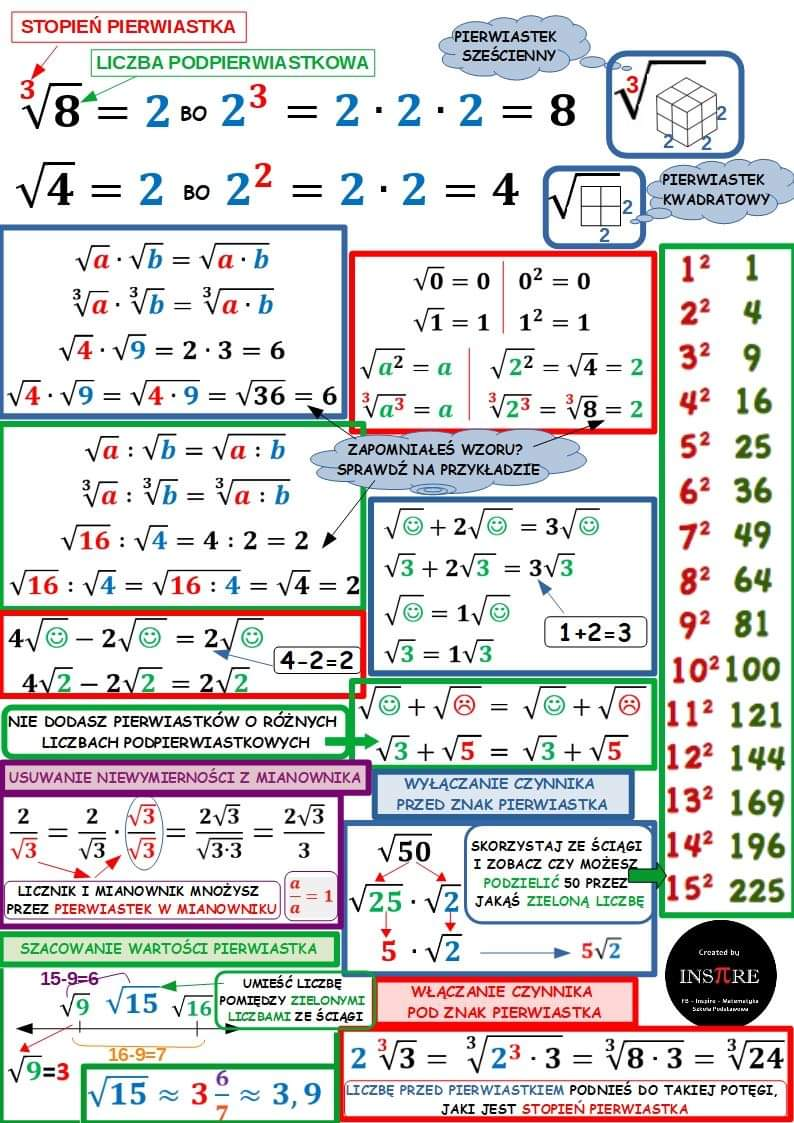 STOPIEŃ PIERWIASTKA
LICZBA PODPIERWIASTKOWA
∛8 = 2 BO 2³ = 2 · 2 · 2 = 8
PIERWIASTEK
SZEŚCIENNY
3 √ 2 2 2
√4 = 2 BO 2² = 2 · 2 = 4
√ 2 2
PIERWIASTEK
KWADRATOWY
√a · √b = √(a · b)
∛a · ∛b = ∛(a · b)
√4 · √9 = 2 · 3 = 6
√4 · √9 = √(4 · 9) = √36 = 6
√0 = 0 | 0² = 0
√1 = 1 | 1² = 1
√(a²) = a | √(2²) = √4 = 2
∛(a³) = a | ∛(2³) = ∛8 = 2
ZAPOMNIAŁEŚ WZORU?
SPRAWDŹ NA PRZYKŁADZIE
√a : √b = √(a : b)
∛a : ∛b = ∛(a : b)
√16 : √4 = 4 : 2 = 2
√16 : √4 = √(16 : 4) = √4 = 2
√☺ + 2√☺ = 3√☺
√3 + 2√3 = 3√3
√☺ = 1√☺
√3 = 1√3
1+2=3
4√☺ − 2√☺ = 2√☺
4−2=2
4√2 − 2√2 = 2√2
NIE DODASZ PIERWIASTKÓW O RÓŻNYCH
LICZBACH PODPIERWIASTKOWYCH
√☺ + √☹ = √☺ + √☹
√3 + √5 = √3 + √5
1² 1
2² 4
3² 9
4² 16
5² 25
6² 36
7² 49
8² 64
9² 81
10² 100
11² 121
12² 144
13² 169
14² 196
15² 225
USUWANIE NIEWYMIERNOŚCI Z MIANOWNIKA
2/√3 = 2/√3 · √3/√3 = 2√3/√(3·3) = 2√3/3
LICZNIK I MIANOWNIK MNOŻYSZ
PRZEZ PIERWIASTEK W MIANOWNIKU
a/a = 1
WYŁĄCZANIE CZYNNIKA
PRZED ZNAK PIERWIASTKA
√50
√25 · √2
5 · √2 5√2
SKORZYSTAJ ZE ŚCIĄGI
I ZOBACZ CZY MOŻESZ
PODZIELIĆ 50 PRZEZ
JAKĄŚ ZIELONĄ LICZBĘ
SZACOWANIE WARTOŚCI PIERWIASTKA
15-9=6
√9 √15 √16
UMIEŚĆ LICZBĘ
POMIĘDZY ZIELONYMI
LICZBAMI ZE ŚCIĄGI
16-9=7
√9=3
√15 ≈ 3 6/7 ≈ 3,9
WŁĄCZANIE CZYNNIKA
POD ZNAK PIERWIASTKA
2 ∛3 = ∛(2³ · 3) = ∛(8 · 3) = ∛24
LICZBĘ PRZED PIERWIASTKIEM PODNIEŚ DO TAKIEJ POTĘGI,
JAKI JEST STOPIEŃ PIERWIASTKA
Created by
INSπRE
FB - Inspire - Matematyka
Szkoła Podstawowa